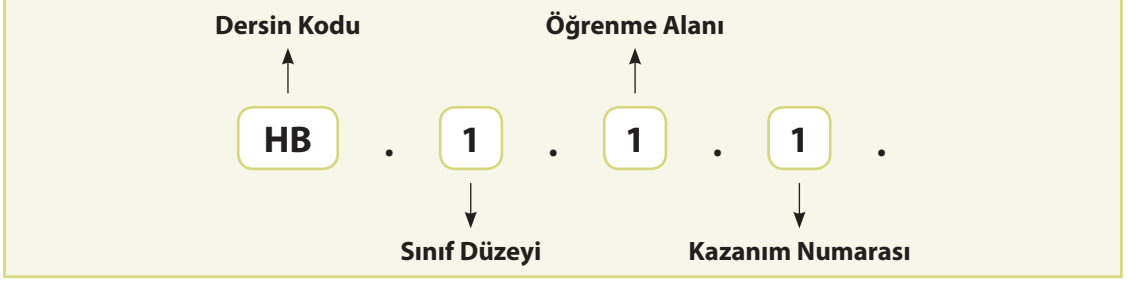 Dersin Kodu Öğrenme Alanı
HB . 1 . 1 . 1 .
Sınıf Düzeyi Kazanım Numarası